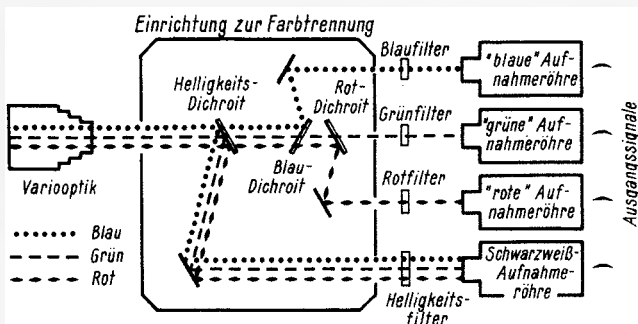 Einrichtung zur Farbtrennung
Blaufilter
"blaue" Auf-
nahmeröhre
Helligkeits-
Dichroit
Rot-
Dichroit
Grünfilter
"grüne" Auf-
nahmeröhre
Variooptik
Blau-
Dichroit
Rotfilter
"rote" Auf-
nahmeröhre
Blau
Grün
Rot
Schwarzweiß-
Aufnahme-
röhre
Helligkeits-
filter
Ausgangssignale